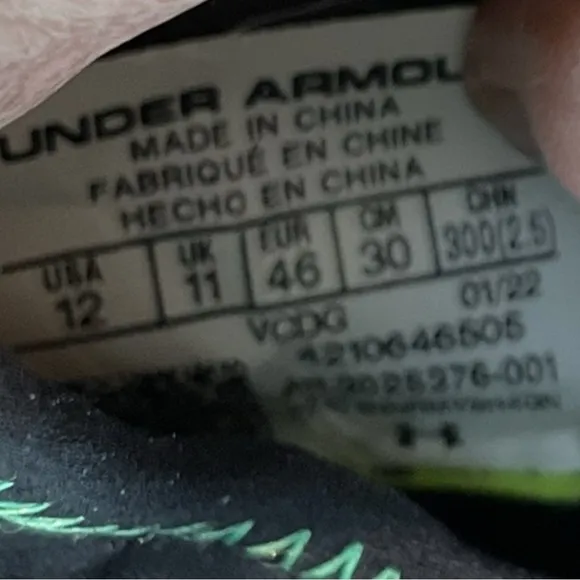 UNDER ARMOU
MADE IN CHINA
FABRIQUÉ EN CHINE
HECHO EN CHINA
USA UK EUR CM CHN
12 11 46 30 300(2.5)
01/22
VCDG
4210646505
3025276-001